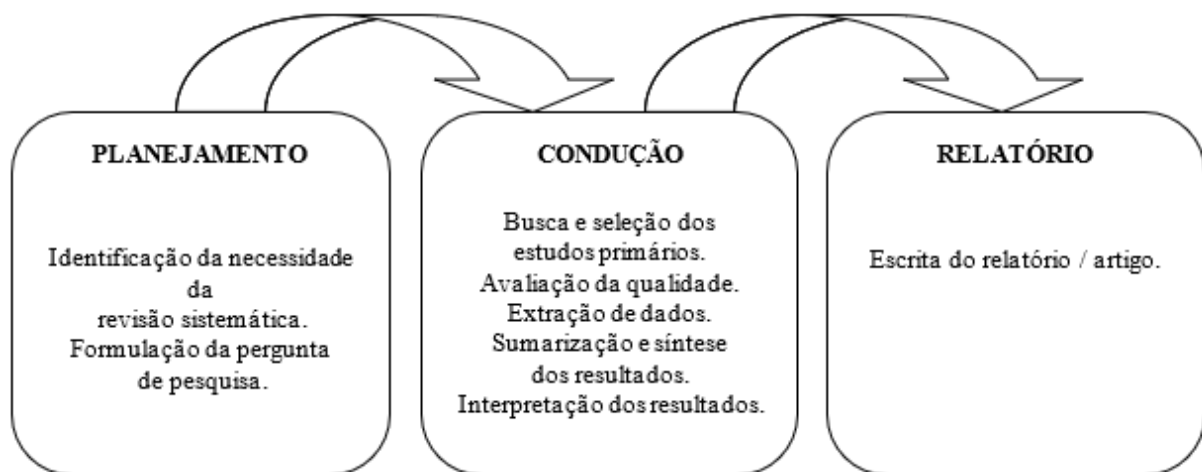 PLANEJAMENTO
Identificação da necessidade
da
revisão sistemática.
Formulação da pergunta
de pesquisa.
CONDUÇÃO
Busca e seleção dos
estudos primários.
Avaliação da qualidade.
Extração de dados.
Sumarização e síntese
dos resultados.
Interpretação dos resultados.
RELATÓRIO
Escrita do relatório / artigo.